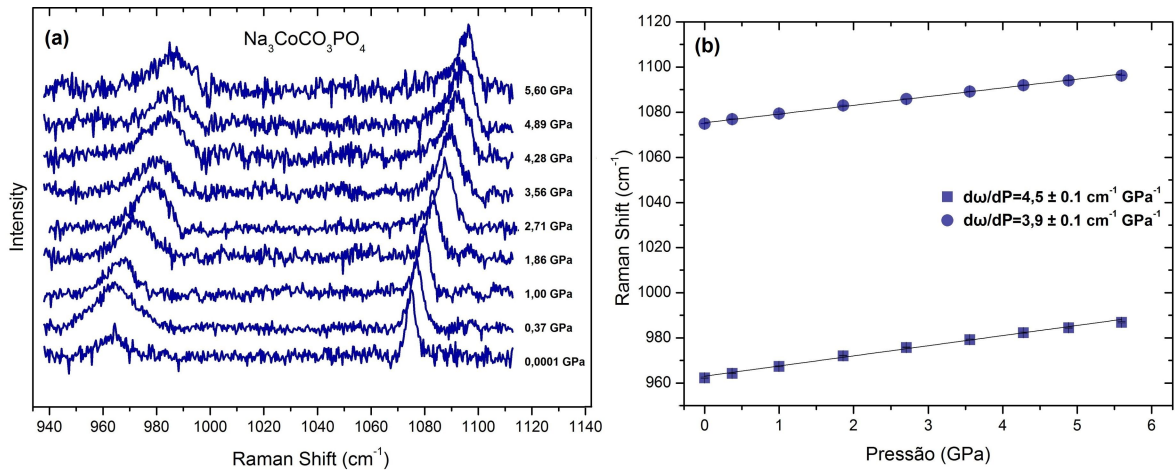 (a)
Na₃CoCO₃PO₄
5,60 GPa
4,89 GPa
4,28 GPa
3,56 GPa
2,71 GPa
1,86 GPa
1,00 GPa
0,37 GPa
0,0001 GPa
Intensity
940 960 980 1000 1020 1040 1060 1080 1100 1120 1140
Raman Shift (cm⁻¹)
(b)
1120
1100
1080
1060
1040
1020
1000
980
960
940
Raman Shift (cm⁻¹)
dω/dP=4,5 ± 0.1 cm⁻¹ GPa⁻¹
dω/dP=3,9 ± 0.1 cm⁻¹ GPa⁻¹
0 1 2 3 4 5 6
Pressão (GPa)